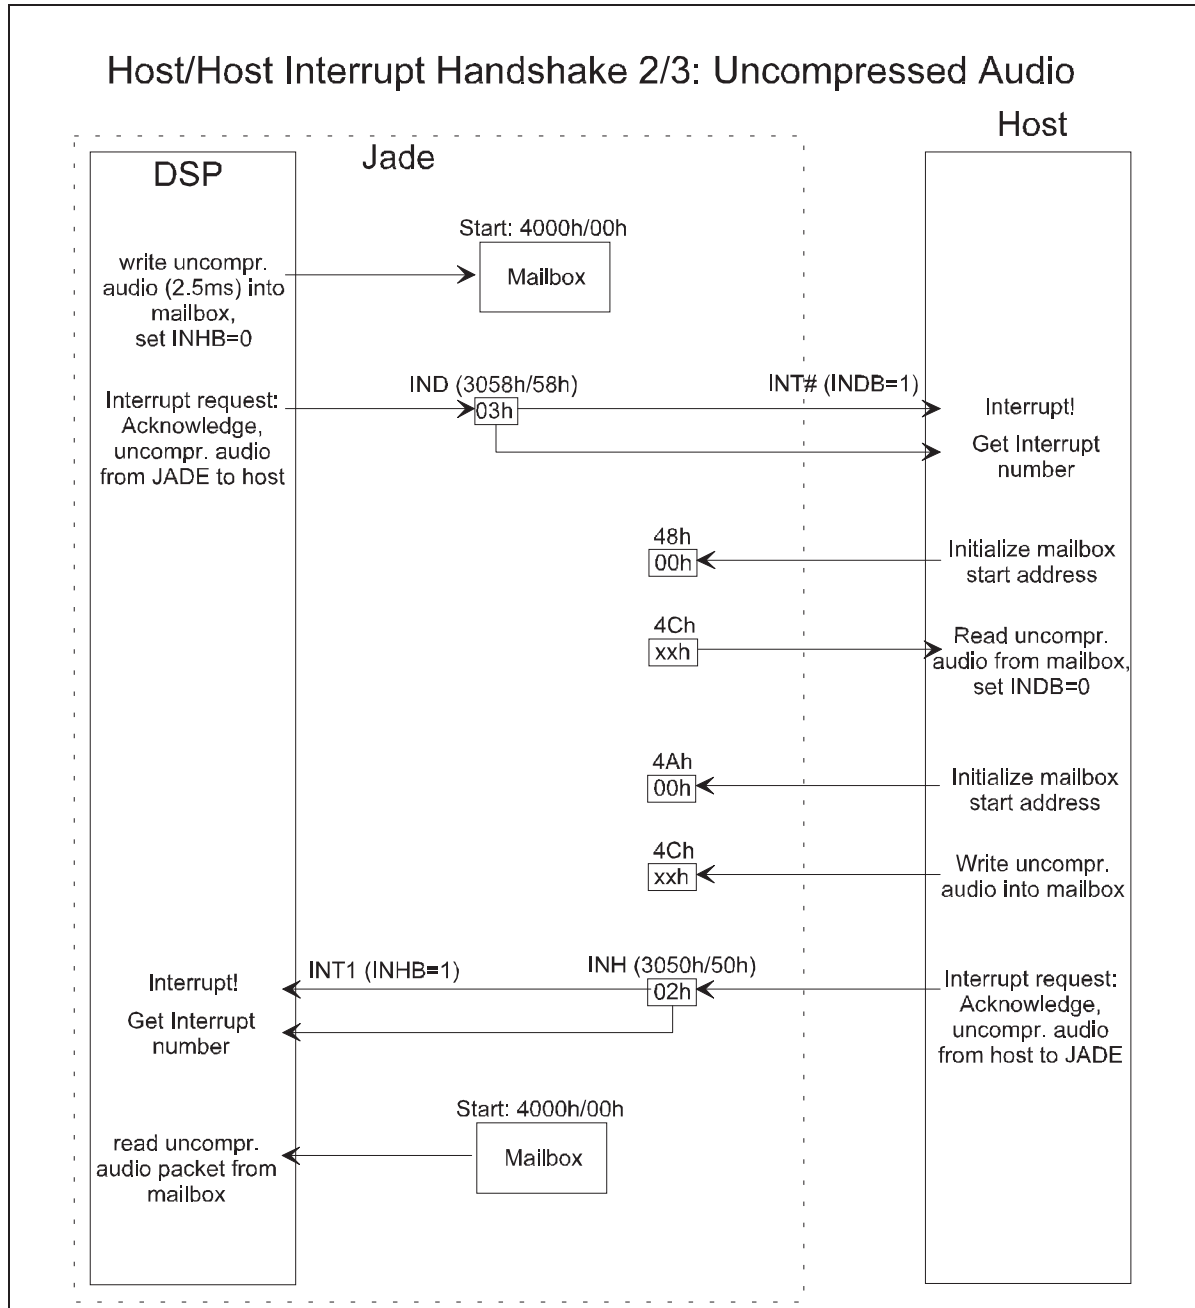 Host/Host Interrupt Handshake 2/3: Uncompressed Audio
Host
Jade
DSP
Start: 4000h/00h
write uncompr.
audio (2.5ms) into
mailbox,
set INHB=0
Mailbox
IND (3058h/58h)
INT# (INDB=1)
Interrupt request:
Acknowledge,
uncompr. audio
from JADE to host
03h
Interrupt!
Get Interrupt
number
48h
00h
Initialize mailbox
start address
4Ch
xxh
Read uncompr.
audio from mailbox,
set INDB=0
4Ah
00h
Initialize mailbox
start address
4Ch
xxh
Write uncompr.
audio into mailbox
INT1 (INHB=1)
INH (3050h/50h)
Interrupt!
02h
Interrupt request:
Acknowledge,
uncompr. audio
from host to JADE
Get Interrupt
number
Start: 4000h/00h
read uncompr.
audio packet from
mailbox
Mailbox